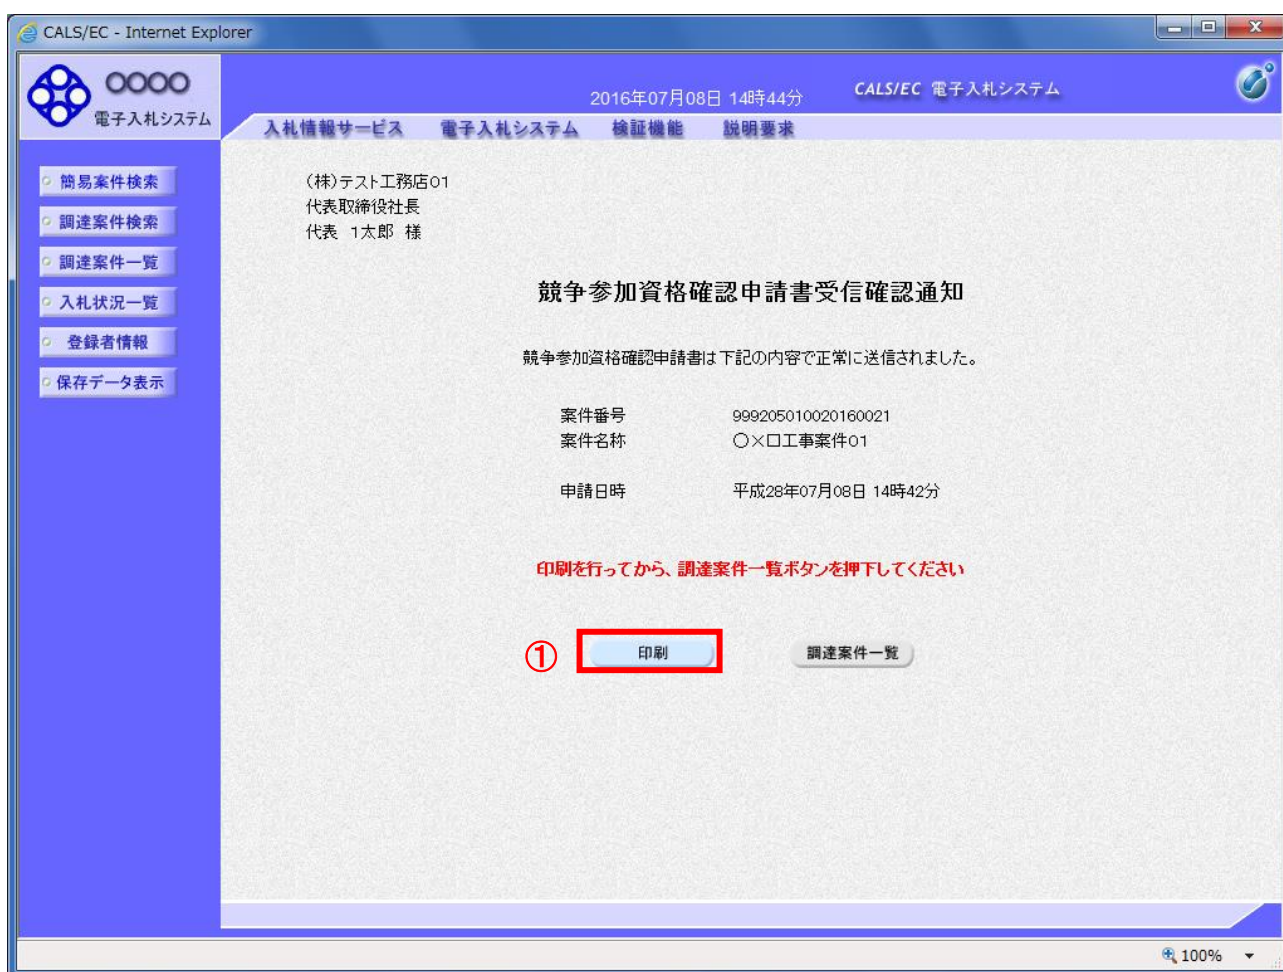 CALS/EC - Internet Explorer
○○○○
電子入札システム
2016年07月08日 14時44分
CALS/EC 電子入札システム
入札情報サービス 電子入札システム 検証機能 説明要求
簡易案件検索
調達案件検索
調達案件一覧
入札状況一覧
登録者情報
保存データ表示
(株)テスト工務店01
代表取締役社長
代表 1太郎 様
競争参加資格確認申請書受信確認通知
競争参加資格確認申請書は下記の内容で正常に送信されました。
案件番号 999205010020160021
案件名称 ○×口工事案件01
申請日時 平成28年07月08日 14時42分
印刷を行ってから、調達案件一覧ボタンを押下してください
① 印刷 調達案件一覧
100%